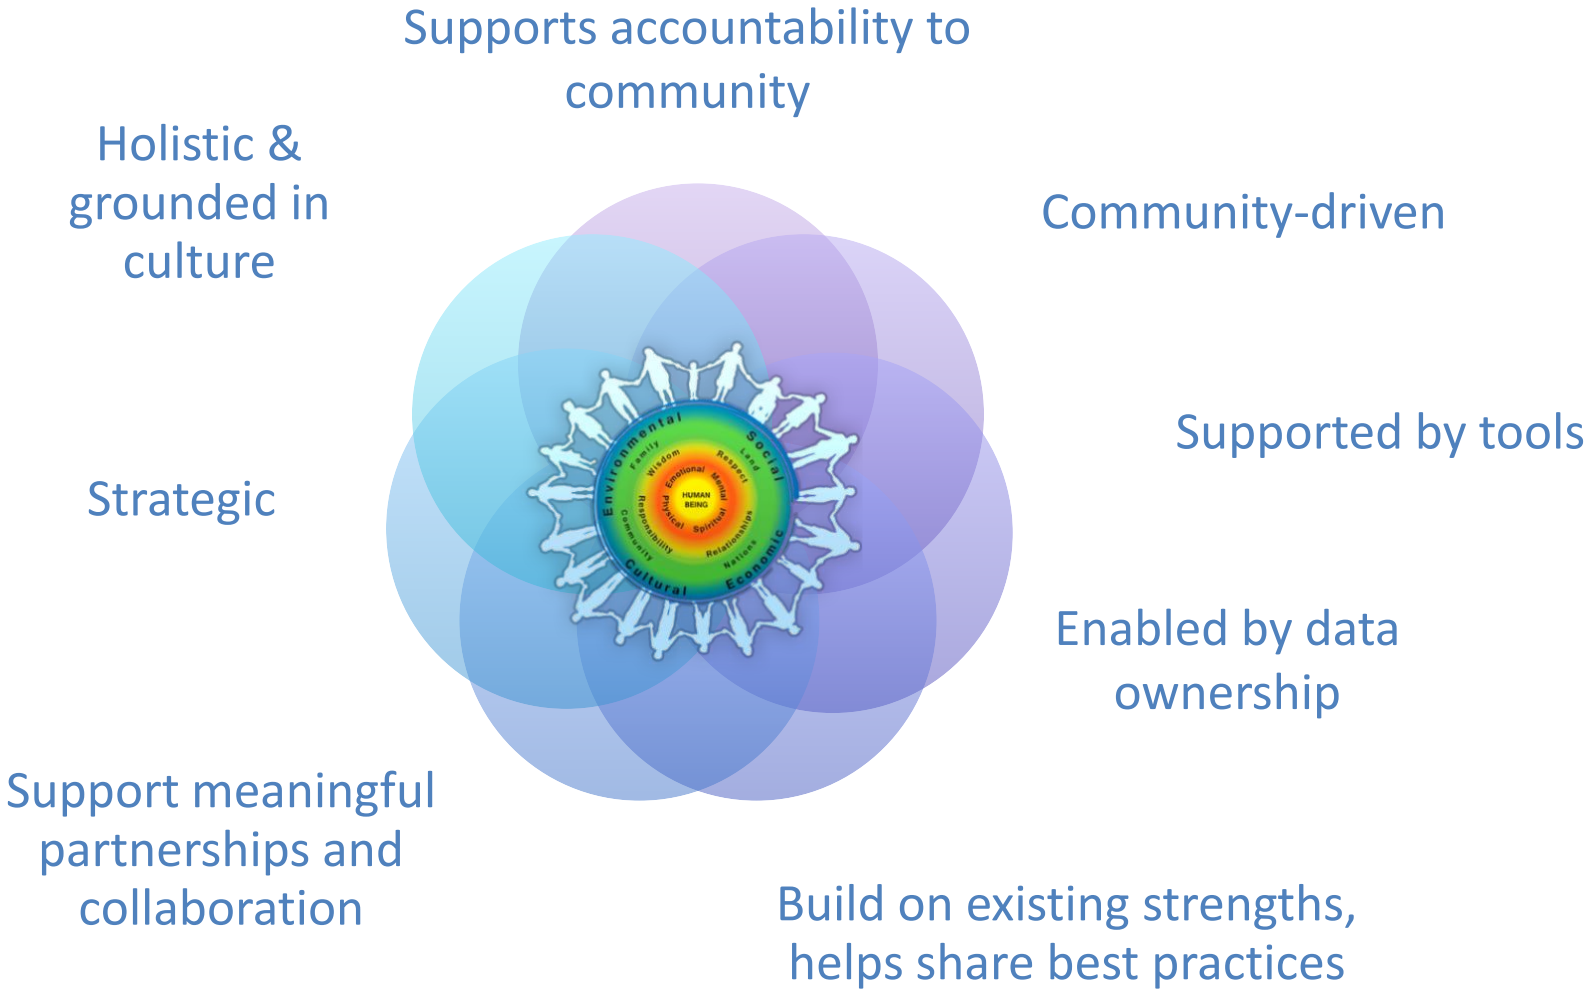 Supports accountability to
community
Holistic &
grounded in
culture
Community-driven
Supported by tools
Strategic
Enabled by data
ownership
Support meaningful
partnerships and
collaboration
Build on existing strengths,
helps share best practices
Environmental
Social
Economic
Cultural
Family
Land
Nations
Community
Wisdom
Respect
Relationships
Responsibility
Emotional
Mental
Spiritual
Physical
HUMAN
BEING